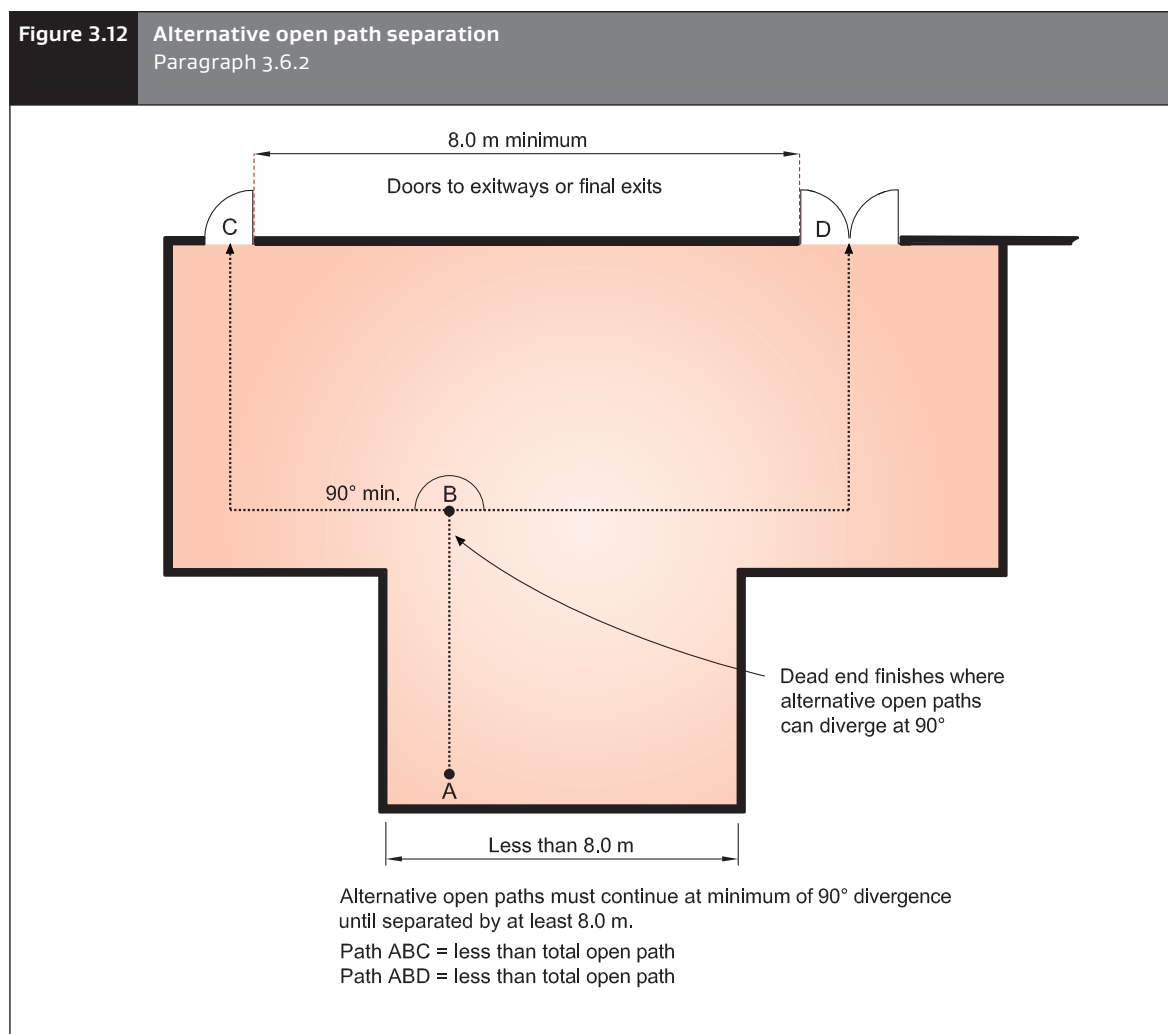 Figure 3.12
Alternative open path separation
Paragraph 3.6.2
8.0 m minimum
Doors to exitways or final exits
C
D
90° min.
B
Dead end finishes where
alternative open paths
can diverge at 90°
A
Less than 8.0 m
Alternative open paths must continue at minimum of 90° divergence
until separated by at least 8.0 m.
Path ABC = less than total open path
Path ABD = less than total open path